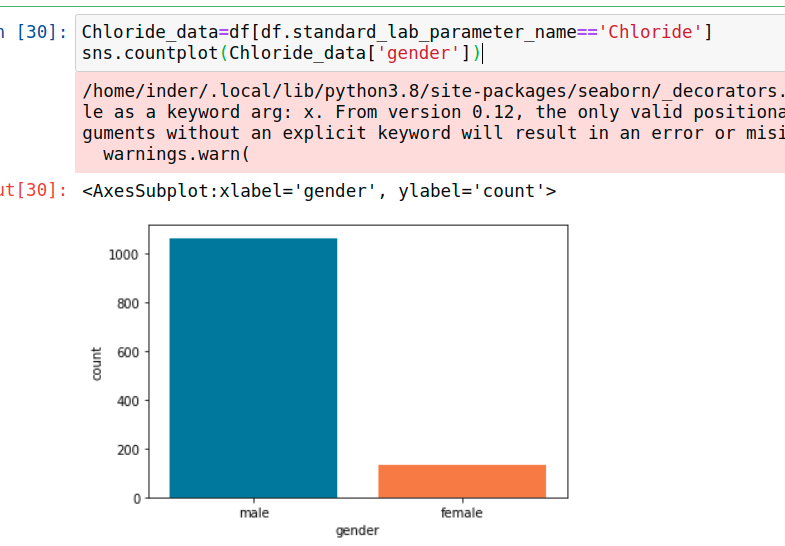 [30]: Chloride_data=df[df.standard_lab_parameter_name=='Chloride']
sns.countplot(Chloride_data['gender'])
/home/inder/.local/lib/python3.8/site-packages/seaborn/_decorators.
le as a keyword arg: x. From version 0.12, the only valid positiona
guments without an explicit keyword will result in an error or misi
warnings.warn(
ut[30]: <AxesSubplot:xlabel='gender', ylabel='count'>
1000
800
600
400
200
0
count
male female
gender